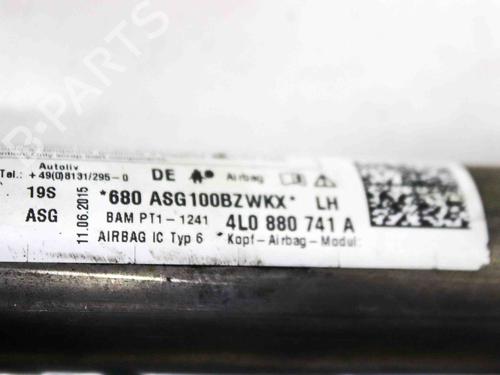 B-PARTS
Autoliv
Tel.: +49(0)8131/295-0 DE Airbag
19S *680 ASG100BZWKX* LH
ASG 11.06.2015 BAM PT1-1241 4L0 880 741 A
AIRBAG IC Typ 6 *Kopf-Airbag-Modul*